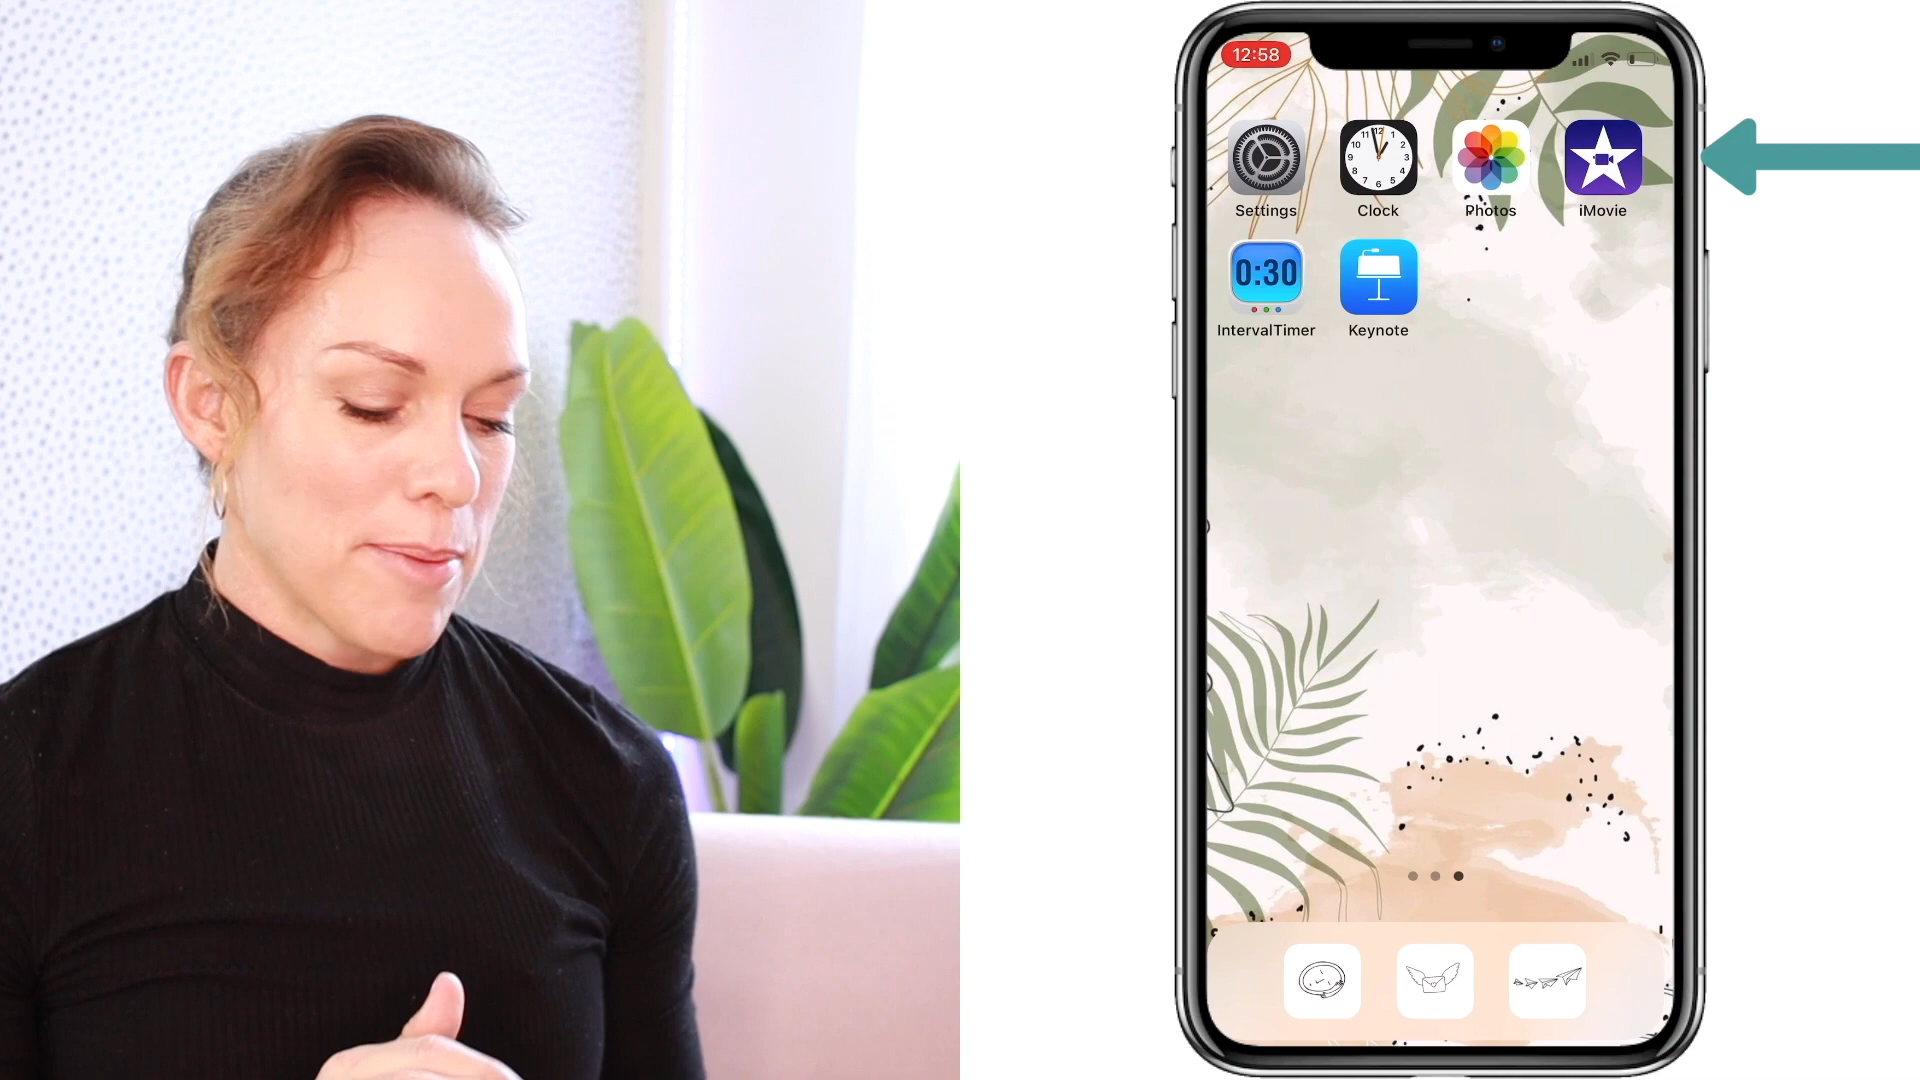 12:58
Settings
Clock
Photos
iMovie
0:30
IntervalTimer
Keynote